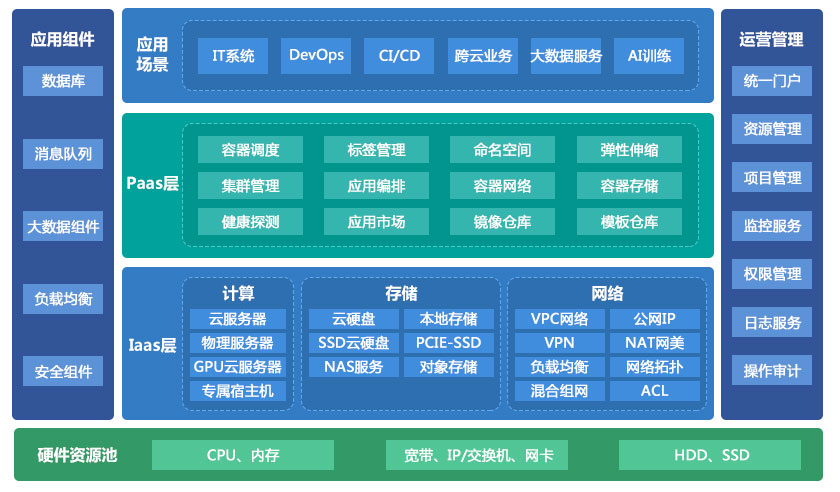 应用组件
数据库
消息队列
大数据组件
负载均衡
安全组件
应用
场景
IT系统
DevOps
CI/CD
跨云业务
大数据服务
AI训练
Paas层
容器调度
标签管理
命名空间
弹性伸缩
集群管理
应用编排
容器网络
容器存储
健康探测
应用市场
镜像仓库
模板仓库
Iaas层
计算
云服务器
物理服务器
GPU云服务器
专属宿主机
存储
云硬盘
本地存储
SSD云硬盘
PCIE-SSD
NAS服务
对象存储
网络
VPC网络
公网IP
VPN
NAT网美
负载均衡
网络拓扑
混合组网
ACL
运营管理
统一门户
资源管理
项目管理
监控服务
权限管理
日志服务
操作审计
硬件资源池
CPU、内存
宽带、IP/交换机、网卡
HDD、SSD